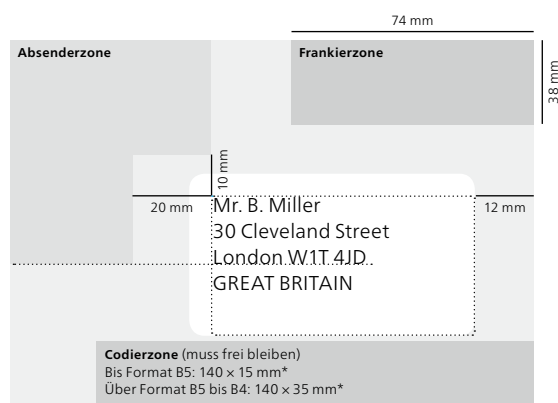 74 mm
Absenderzone
Frankierzone
38 mm
10 mm
20 mm
12 mm
Mr. B. Miller
30 Cleveland Street
London W1T 4JD
GREAT BRITAIN
Codierzone (muss frei bleiben)
Bis Format B5: 140 × 15 mm*
Über Format B5 bis B4: 140 × 35 mm*